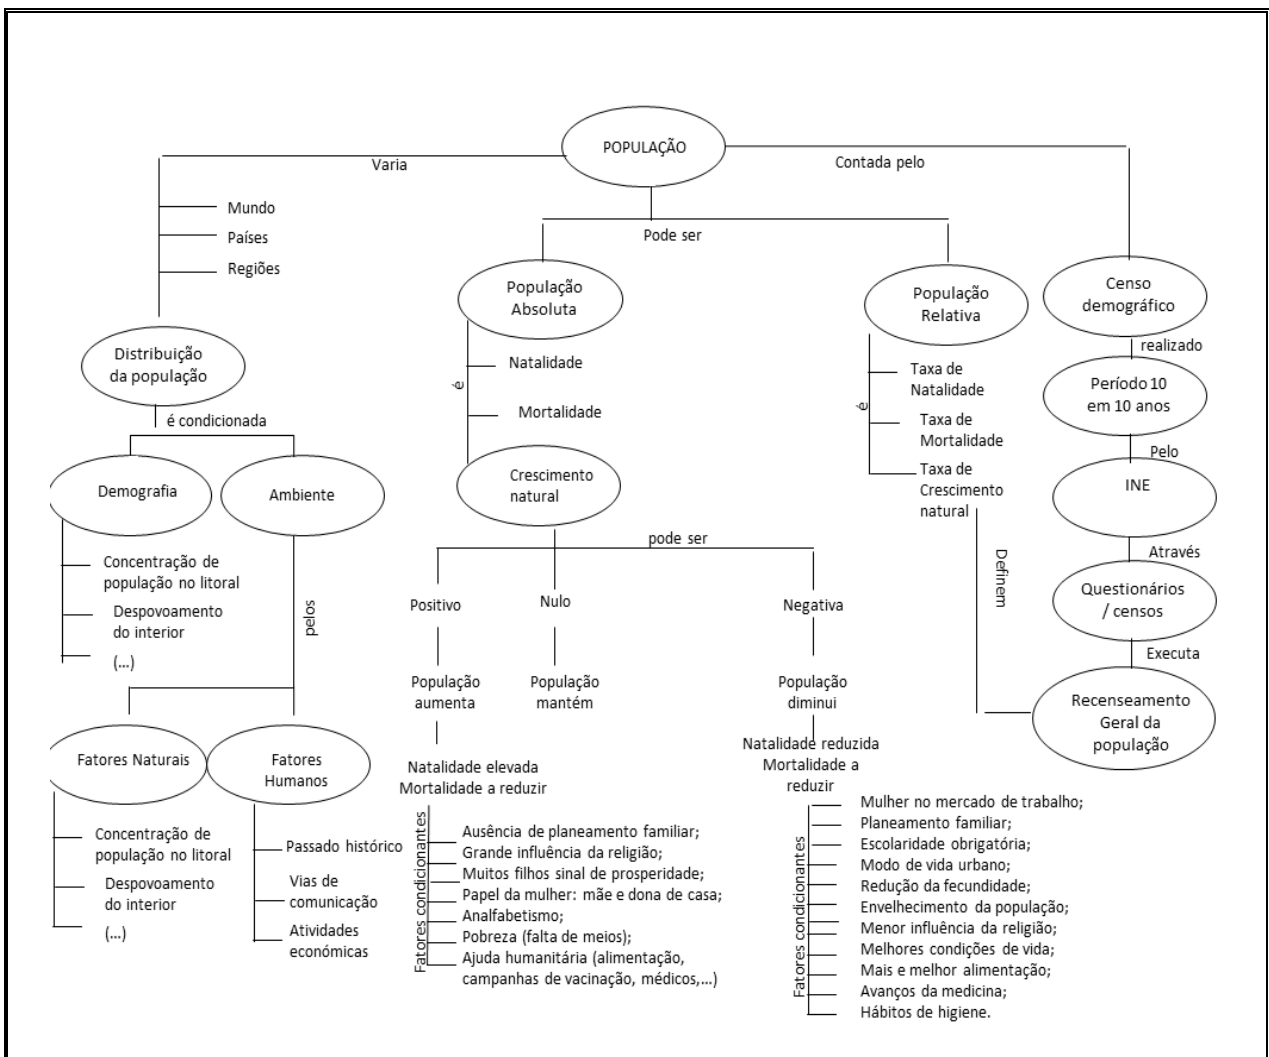 POPULAÇÃO
Varia
Contada pelo
Mundo
Países
Regiões
Pode ser
População
Absoluta
População
Relativa
Censo
demográfico
realizado
Distribuição
da população
é condicionada
é
Natalidade
Mortalidade
é
Taxa de
Natalidade
Taxa de
Mortalidade
Taxa de
Crescimento
natural
Período 10
em 10 anos
Pelo
INE
Através
Questionários
/ censos
Executa
Recenseamento
Geral da
população
Definem
Demografia
Ambiente
Crescimento
natural
pode ser
Concentração de
população no litoral
Despovoamento
do interior
(...)
pelos
Positivo
Nulo
Negativa
População
aumenta
População
mantém
População
diminui
Fatores Naturais
Fatores
Humanos
Natalidade elevada
Mortalidade a reduzir
Natalidade reduzida
Mortalidade a
reduzir
Concentração de
população no litoral
Despovoamento
do interior
(...)
Passado histórico
Vias de
comunicação
Atividades
económicas
Fatores condicionantes
Ausência de planeamento familiar;
Grande influência da religião;
Muitos filhos sinal de prosperidade;
Papel da mulher: mãe e dona de casa;
Analfabetismo;
Pobreza (falta de meios);
Ajuda humanitária (alimentação,
campanhas de vacinação, médicos,...)
Fatores condicionantes
Mulher no mercado de trabalho;
Planeamento familiar;
Escolaridade obrigatória;
Modo de vida urbano;
Redução da fecundidade;
Envelhecimento da população;
Menor influência da religião;
Melhores condições de vida;
Mais e melhor alimentação;
Avanços da medicina;
Hábitos de higiene.